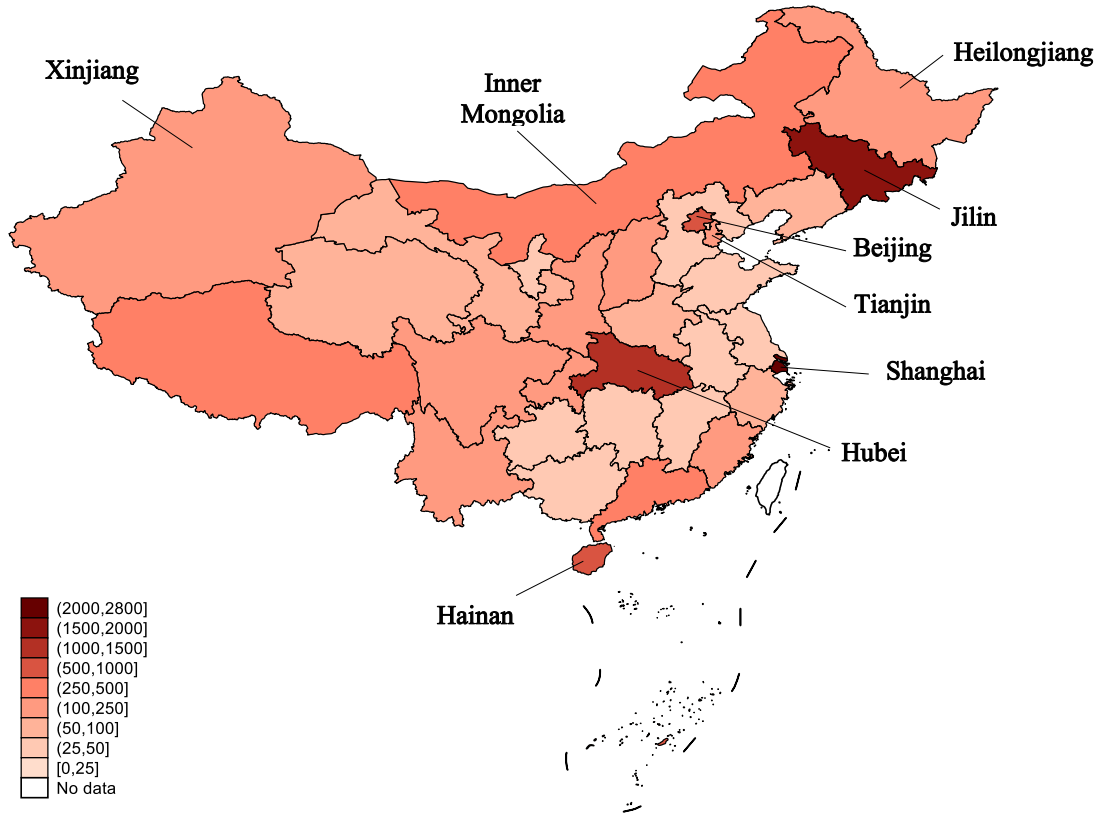 Heilongjiang
Xinjiang
Inner
Mongolia
Jilin
Beijing
Tianjin
Shanghai
Hubei
Hainan
(2000,2800]
(1500,2000]
(1000,1500]
(500,1000]
(250,500]
(100,250]
(50,100]
(25,50]
[0,25]
No data